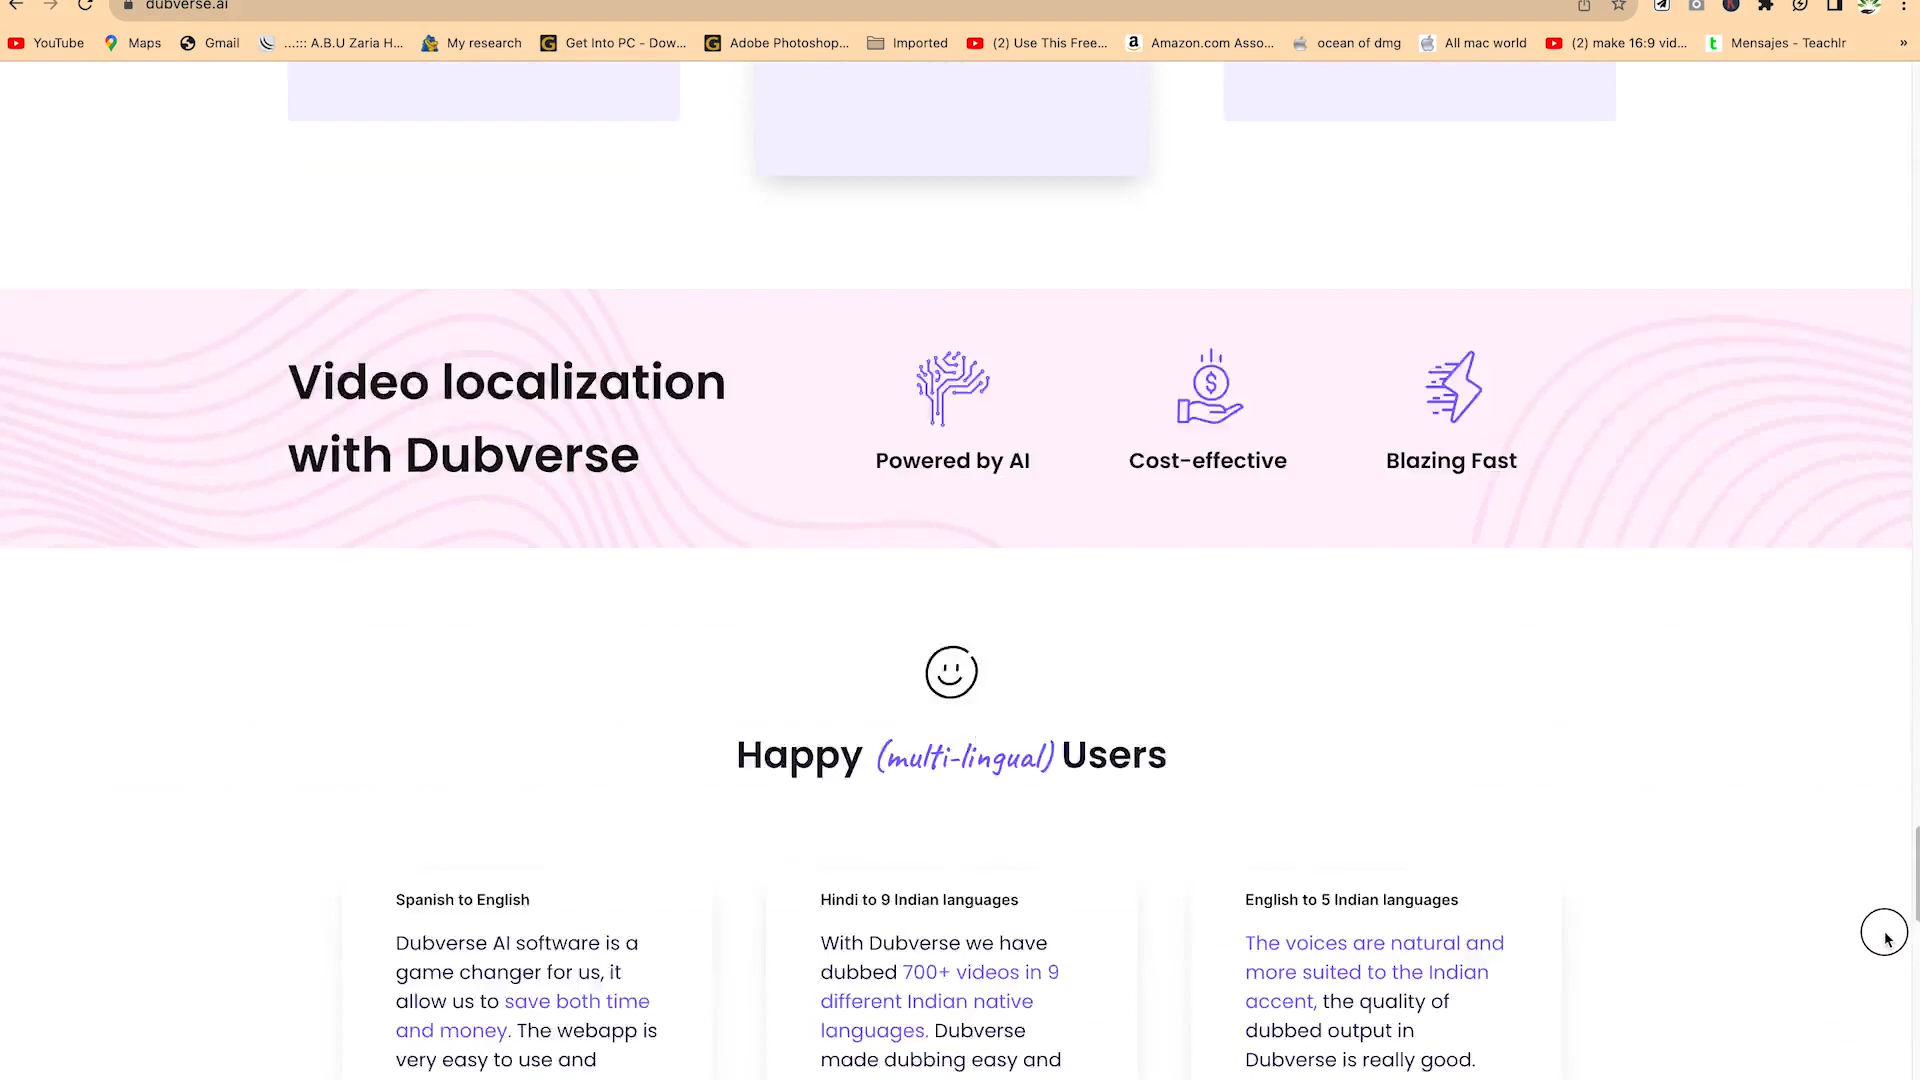 dubverse.ai
YouTube Maps Gmail ...::: A.B.U Zaria H... My research Get Into PC - Dow... Adobe Photoshop... Imported (2) Use This Free... Amazon.com Asso... ocean of dmg All mac world (2) make 16:9 vid... Mensajes - Teachlr »
Video localization
with Dubverse
Powered by AI
Cost-effective
Blazing Fast
Happy (multi-lingual) Users
Spanish to English
Dubverse AI software is a
game changer for us, it
allow us to save both time
and money. The webapp is
very easy to use and
Hindi to 9 Indian languages
With Dubverse we have
dubbed 700+ videos in 9
different Indian native
languages. Dubverse
made dubbing easy and
English to 5 Indian languages
The voices are natural and
more suited to the Indian
accent, the quality of
dubbed output in
Dubverse is really good.